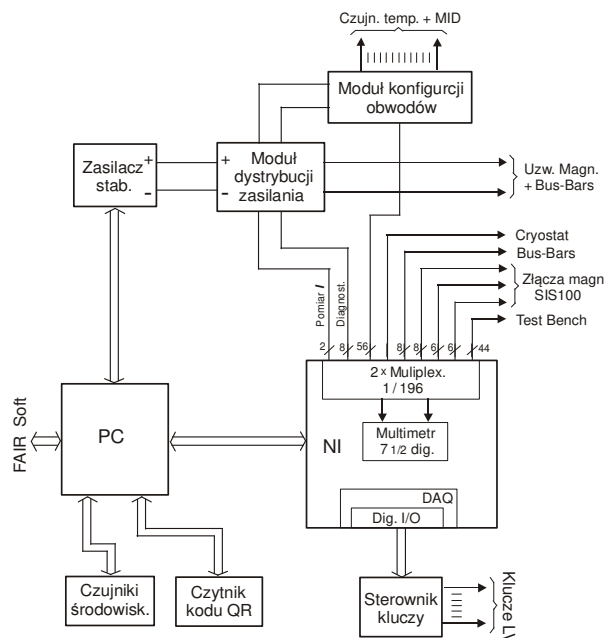 Czujn. temp. + MID
Moduł konfigurcji
obwodów
Zasilacz
stab.
+
-
+
-
Moduł
dystrybucji
zasilania
Uzw. Magn.
+ Bus-Bars
Cryostat
Bus-Bars
Złącza magn
SIS100
Test Bench
Pomiar I
Diagnost.
2 8 56 8 8 6 6 44
2 x Muliplex.
1 / 196
Multimetr
7 1/2 dig.
NI
DAQ
Dig. I/O
PC
FAIR Soft
Czujniki
środowisk.
Czytnik
kodu QR
Sterownik
kluczy